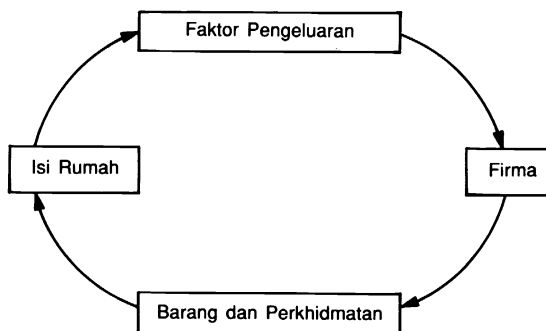 Faktor Pengeluaran
Isi Rumah
Firma
Barang dan Perkhidmatan